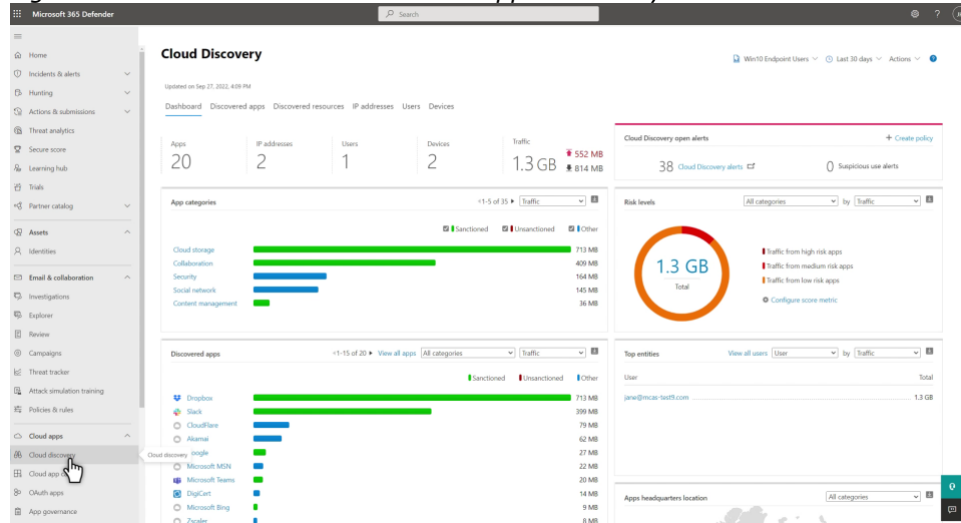 Microsoft 365 Defender
Search
?
Home
Incidents & alerts
Hunting
Actions & submissions
Threat analytics
Secure score
Learning hub
Trials
Partner catalog
Assets
Identities
Email & collaboration
Investigations
Explorer
Review
Campaigns
Threat tracker
Attack simulation training
Policies & rules
Cloud apps
Cloud discovery
Cloud app
OAuth apps
App governance
Cloud discovery
Cloud Discovery
Win10 Endpoint Users
Last 30 days
Actions
Updated on Sep 27, 2022, 4:09 PM
Dashboard Discovered apps Discovered resources IP addresses Users Devices
Apps IP addresses Users Devices Traffic
20 2 1 2 1.3 GB
552 MB
814 MB
Cloud Discovery open alerts
+ Create policy
38 Cloud Discovery alerts
0 Suspicious use alerts
App categories
1-5 of 35
Traffic
Sanctioned Unsanctioned Other
Cloud storage 713 MB
Collaboration 409 MB
Security 164 MB
Social network 145 MB
Content management 36 MB
Risk levels
All categories by Traffic
1.3 GB
Total
Traffic from high risk apps
Traffic from medium risk apps
Traffic from low risk apps
Configure score metric
Discovered apps
1-15 of 20 View all apps All categories Traffic
Sanctioned Unsanctioned Other
Dropbox 713 MB
Slack 399 MB
CloudFlare 79 MB
Akamai 62 MB
oogle 27 MB
Microsoft MSN 22 MB
Microsoft Teams 20 MB
DigiCert 14 MB
Microsoft Bing 9 MB
Zscaler 8 MB
Top entities
View all users User by Traffic
User Total
janw@mcas-test9.com 1.3 GB
Apps headquarters location
All categories